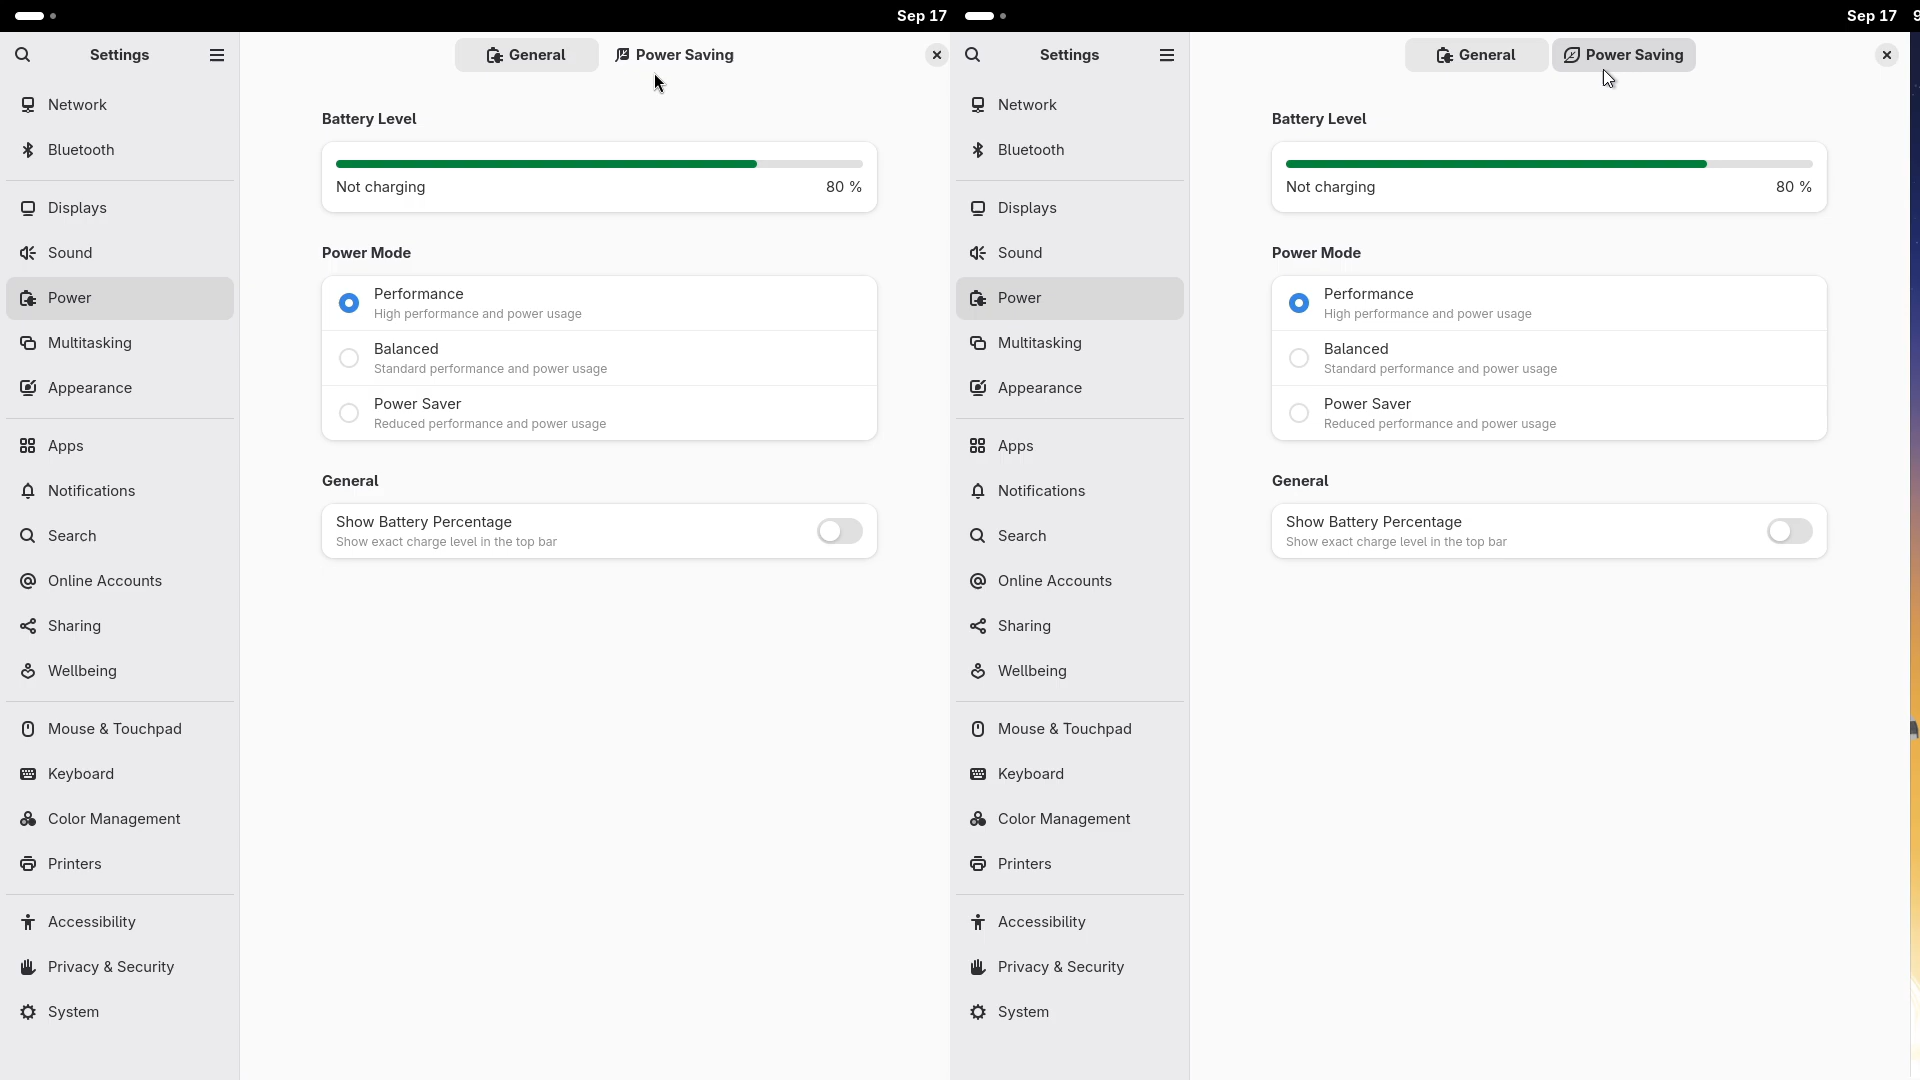 Sep 17
Settings
General
Power Saving
Network
Bluetooth
Displays
Sound
Power
Multitasking
Appearance
Apps
Notifications
Search
Online Accounts
Sharing
Wellbeing
Mouse & Touchpad
Keyboard
Color Management
Printers
Accessibility
Privacy & Security
System
Battery Level
Not charging 80 %
Power Mode
Performance
High performance and power usage
Balanced
Standard performance and power usage
Power Saver
Reduced performance and power usage
General
Show Battery Percentage
Show exact charge level in the top bar
Sep 17
Settings
General
Power Saving
Network
Bluetooth
Displays
Sound
Power
Multitasking
Appearance
Apps
Notifications
Search
Online Accounts
Sharing
Wellbeing
Mouse & Touchpad
Keyboard
Color Management
Printers
Accessibility
Privacy & Security
System
Battery Level
Not charging 80 %
Power Mode
Performance
High performance and power usage
Balanced
Standard performance and power usage
Power Saver
Reduced performance and power usage
General
Show Battery Percentage
Show exact charge level in the top bar